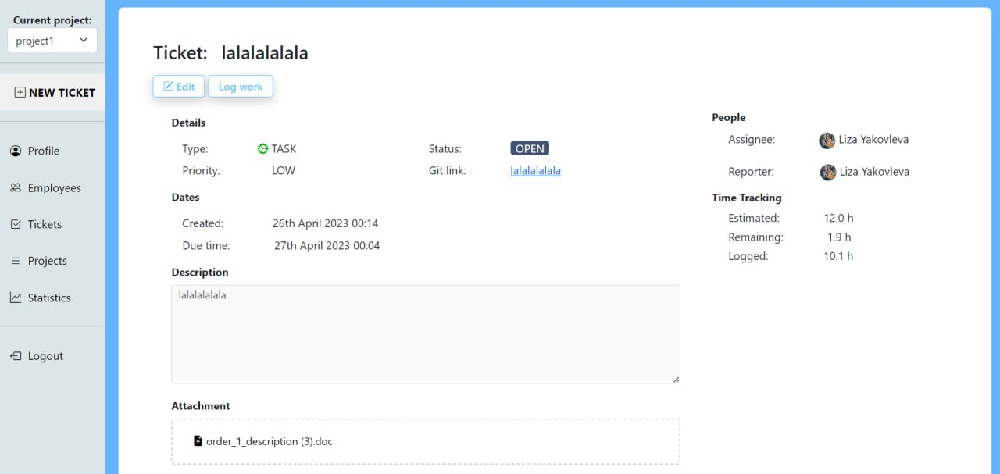 Current project:
project1
NEW TICKET
Profile
Employees
Tickets
Projects
Statistics
Logout
Ticket: lalalalalala
Edit Log work
Details
Type: TASK Status: OPEN
Priority: LOW Git link: lalalalalala
Dates
Created: 26th April 2023 00:14
Due time: 27th April 2023 00:04
Description
lalalalalala
Attachment
order_1_description (3).doc
People
Assignee: Liza Yakovleva
Reporter: Liza Yakovleva
Time Tracking
Estimated: 12.0 h
Remaining: 1.9 h
Logged: 10.1 h